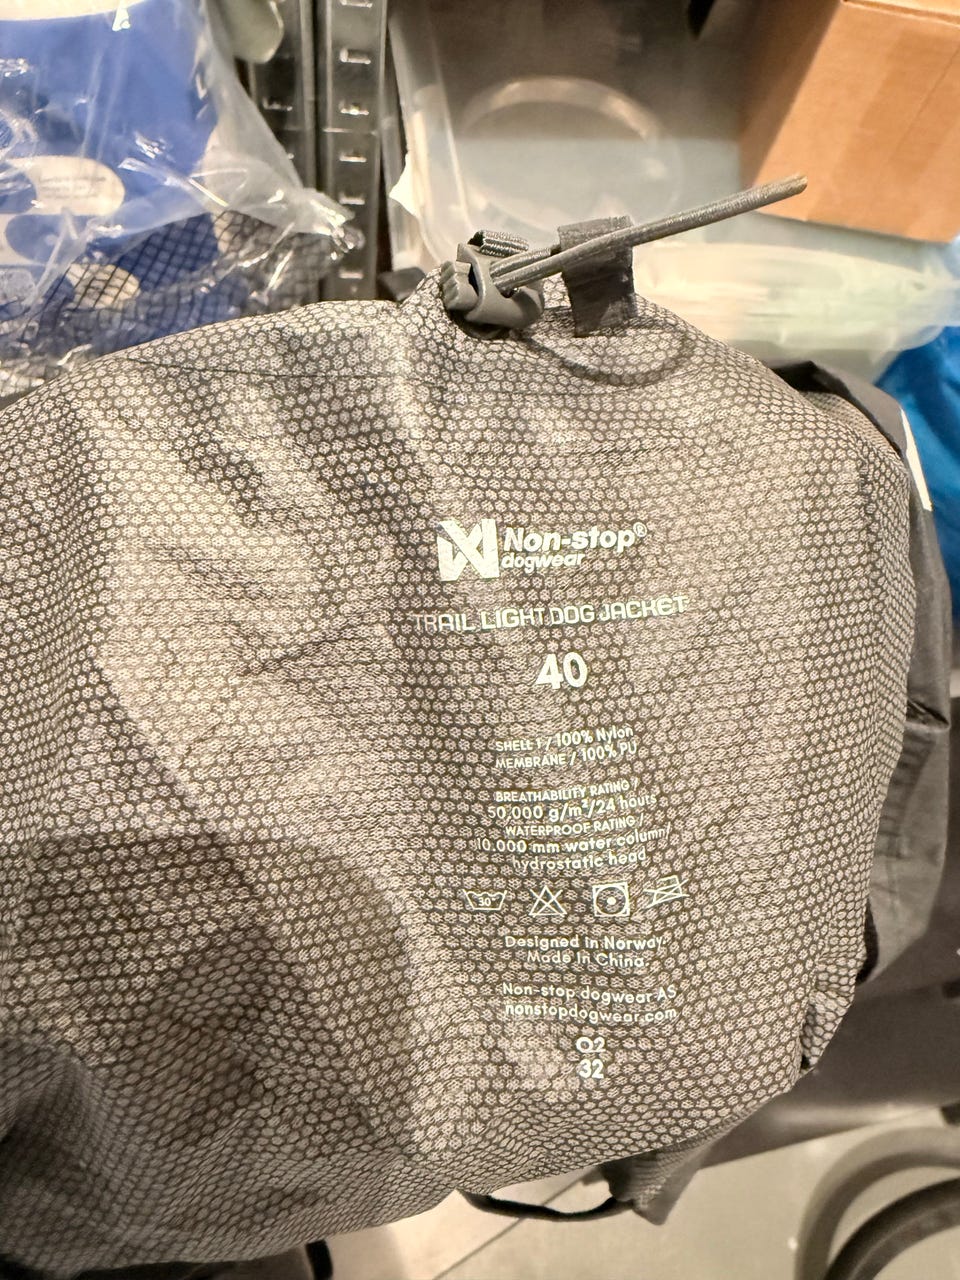 Non-stop®
dogwear
TRAIL LIGHT DOG JACKET
40
SHELL 1 / 100% Nylon
MEMBRANE / 100% PU
BREATHABILITY RATING /
50.000 g/m²/24 hours
WATERPROOF RATING /
10.000 mm water column/
hydrostatic head
30°
Designed in Norway.
Made in China
Non-stop dogwear AS
nonstopdogwear.com
Q2
32